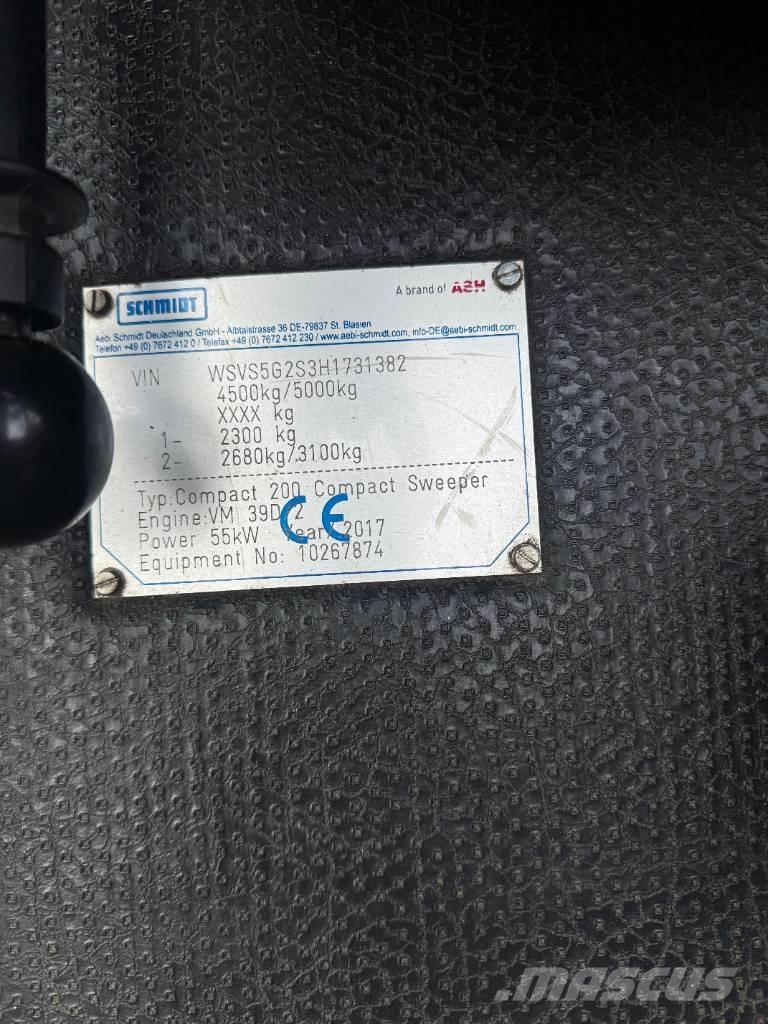 SCHMIDT
A brand of ASH
Aebi Schmidt Deutschland GmbH - Albtalstrasse 36 DE-79837 St. Blasien
Telefon +49 (0) 7672 412 0 / Telefax +49 (0) 7672 412 230 / www.aebi-schmidt.com, info-DE@aebi-schmidt.com
VIN WSVS5G2S3H1731382
4500kg/5000kg
XXXX kg
1- 2300 kg
2- 2680kg/3100kg
Typ:Compact 200 Compact Sweeper
Engine:VM 39D 2
Power 55kW Year 2017
CE
Equipment No: 10267874
MASCUS